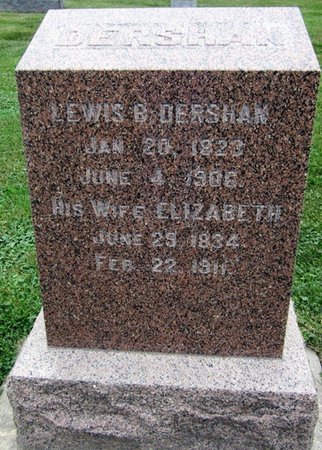 DERSHAN
LEWIS B. DERSHAN
JAN. 20, 1823
JUNE 4, 1906.
HIS WIFE ELIZABETH
JUNE 25, 1834.
FEB. 22, 1911.